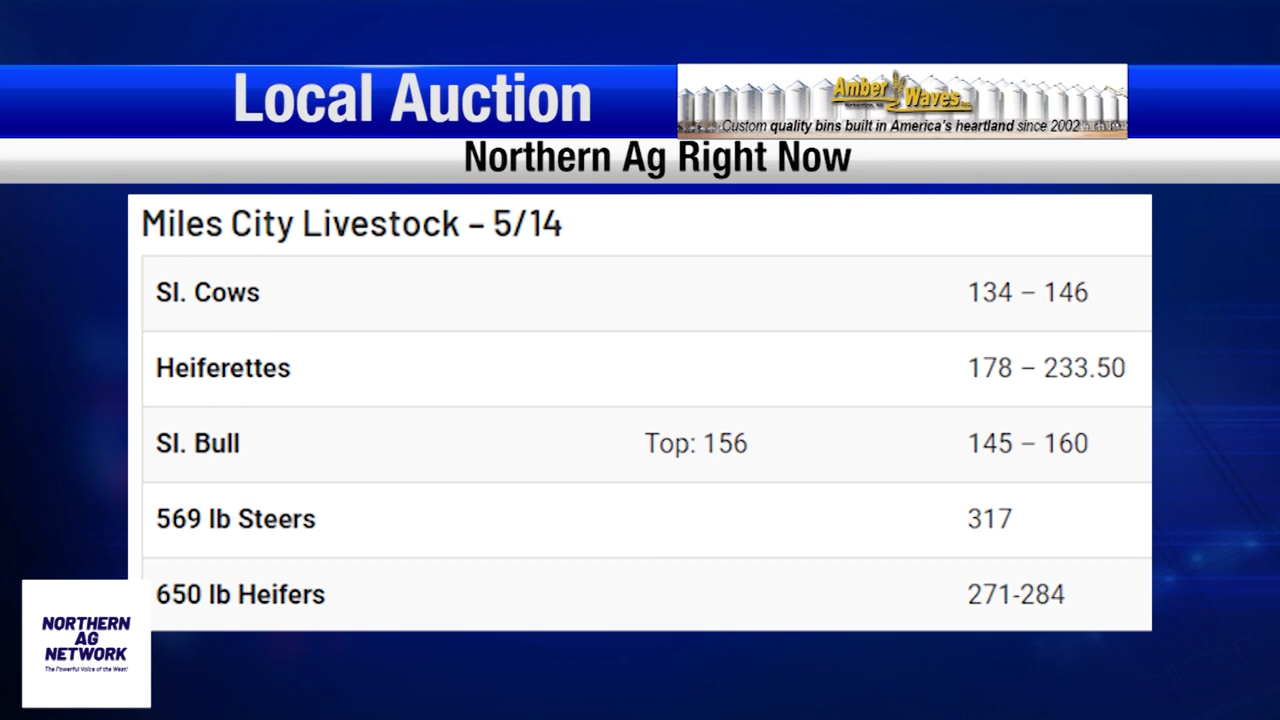 Local Auction
Amber Waves
Custom quality bins built in America's heartland since 2002
Northern Ag Right Now
Miles City Livestock – 5/14
Sl. Cows 134 – 146
Heiferettes 178 – 233.50
Sl. Bull Top: 156 145 – 160
569 lb Steers 317
650 lb Heifers 271-284
NORTHERN
AG
NETWORK
The Powerful Voice of the West!